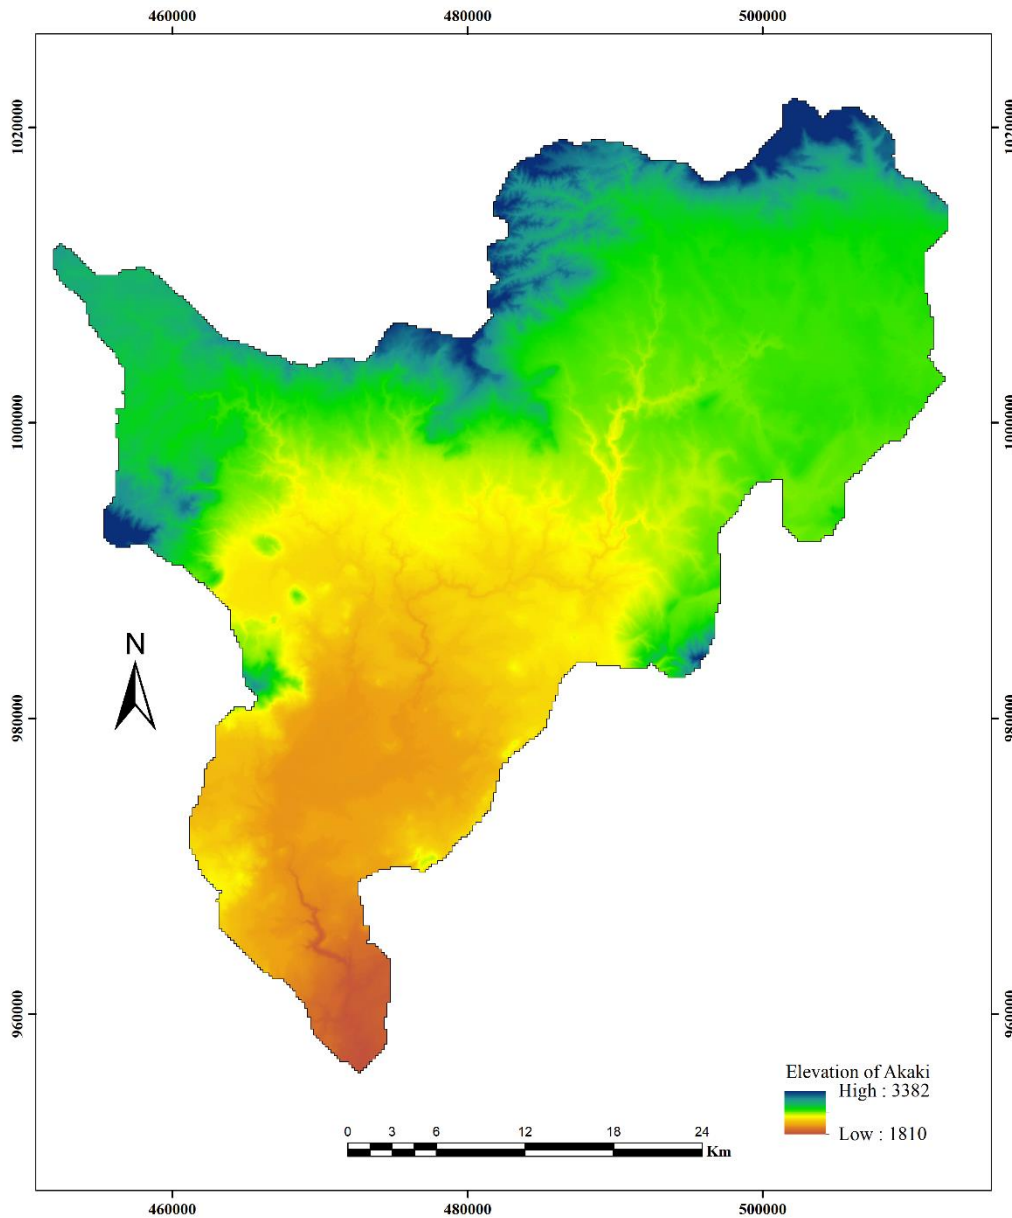 460000 480000 500000
1020000 1020000
1000000 1000000
N
980000 980000
960000 960000
Elevation of Akaki
High : 3382
Low : 1810
0 3 6 12 18 24
Km
460000 480000 500000